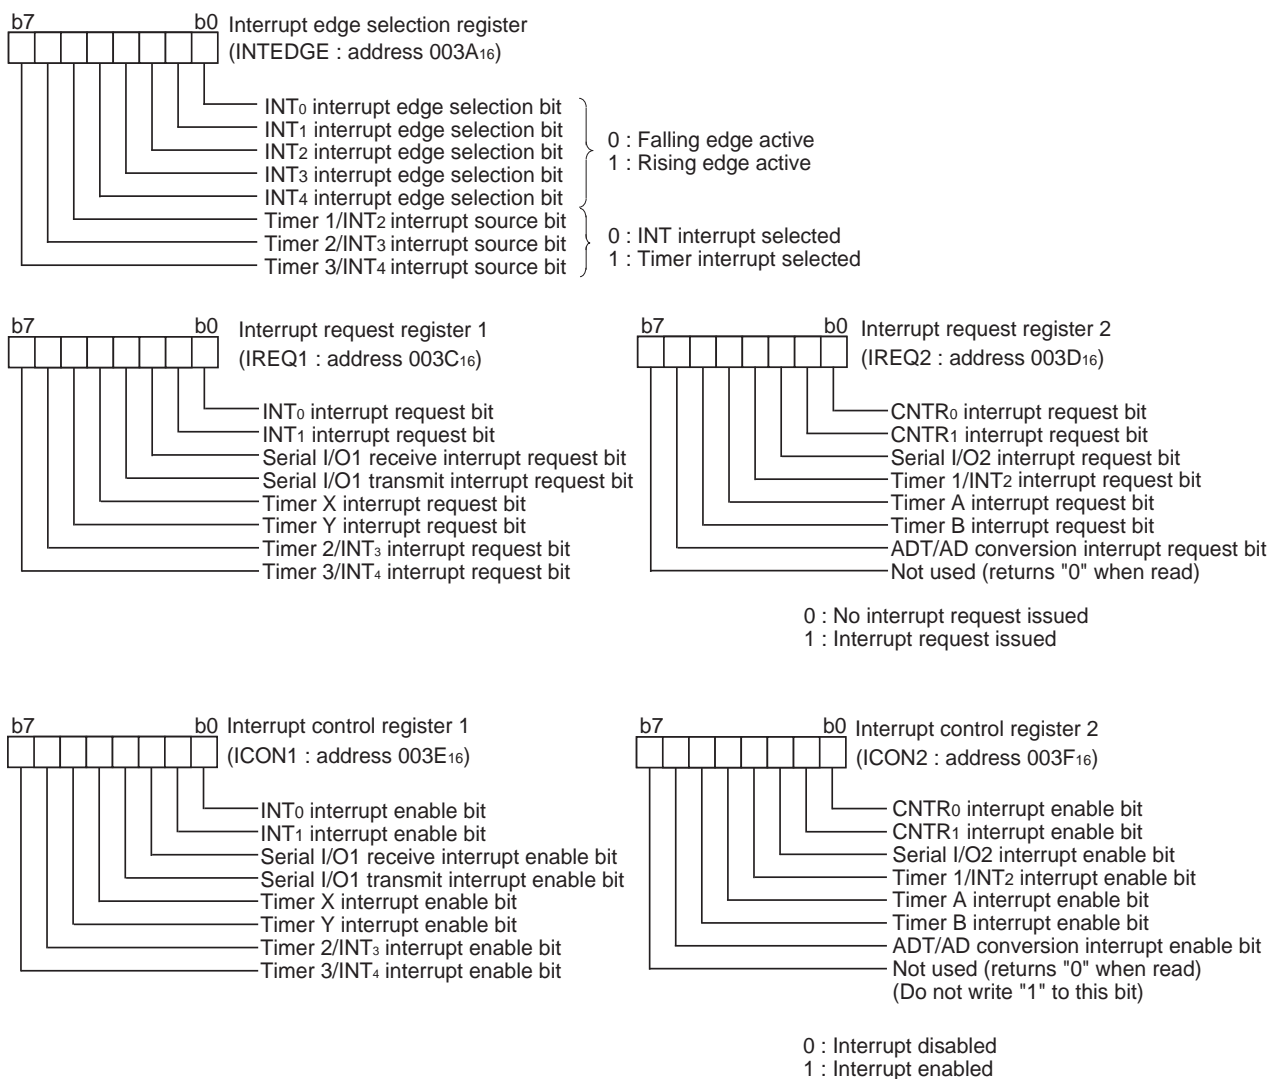 b7 b0 Interrupt edge selection register
(INTEDGE : address 003A16)
INT0 interrupt edge selection bit
INT1 interrupt edge selection bit
INT2 interrupt edge selection bit
INT3 interrupt edge selection bit
INT4 interrupt edge selection bit
0 : Falling edge active
1 : Rising edge active
Timer 1/INT2 interrupt source bit
Timer 2/INT3 interrupt source bit
Timer 3/INT4 interrupt source bit
0 : INT interrupt selected
1 : Timer interrupt selected
b7 b0 Interrupt request register 1
(IREQ1 : address 003C16)
INT0 interrupt request bit
INT1 interrupt request bit
Serial I/O1 receive interrupt request bit
Serial I/O1 transmit interrupt request bit
Timer X interrupt request bit
Timer Y interrupt request bit
Timer 2/INT3 interrupt request bit
Timer 3/INT4 interrupt request bit
b7 b0 Interrupt request register 2
(IREQ2 : address 003D16)
CNTR0 interrupt request bit
CNTR1 interrupt request bit
Serial I/O2 interrupt request bit
Timer 1/INT2 interrupt request bit
Timer A interrupt request bit
Timer B interrupt request bit
ADT/AD conversion interrupt request bit
Not used (returns "0" when read)
0 : No interrupt request issued
1 : Interrupt request issued
b7 b0 Interrupt control register 1
(ICON1 : address 003E16)
INT0 interrupt enable bit
INT1 interrupt enable bit
Serial I/O1 receive interrupt enable bit
Serial I/O1 transmit interrupt enable bit
Timer X interrupt enable bit
Timer Y interrupt enable bit
Timer 2/INT3 interrupt enable bit
Timer 3/INT4 interrupt enable bit
b7 b0 Interrupt control register 2
(ICON2 : address 003F16)
CNTR0 interrupt enable bit
CNTR1 interrupt enable bit
Serial I/O2 interrupt enable bit
Timer 1/INT2 interrupt enable bit
Timer A interrupt enable bit
Timer B interrupt enable bit
ADT/AD conversion interrupt enable bit
Not used (returns "0" when read)
(Do not write "1" to this bit)
0 : Interrupt disabled
1 : Interrupt enabled